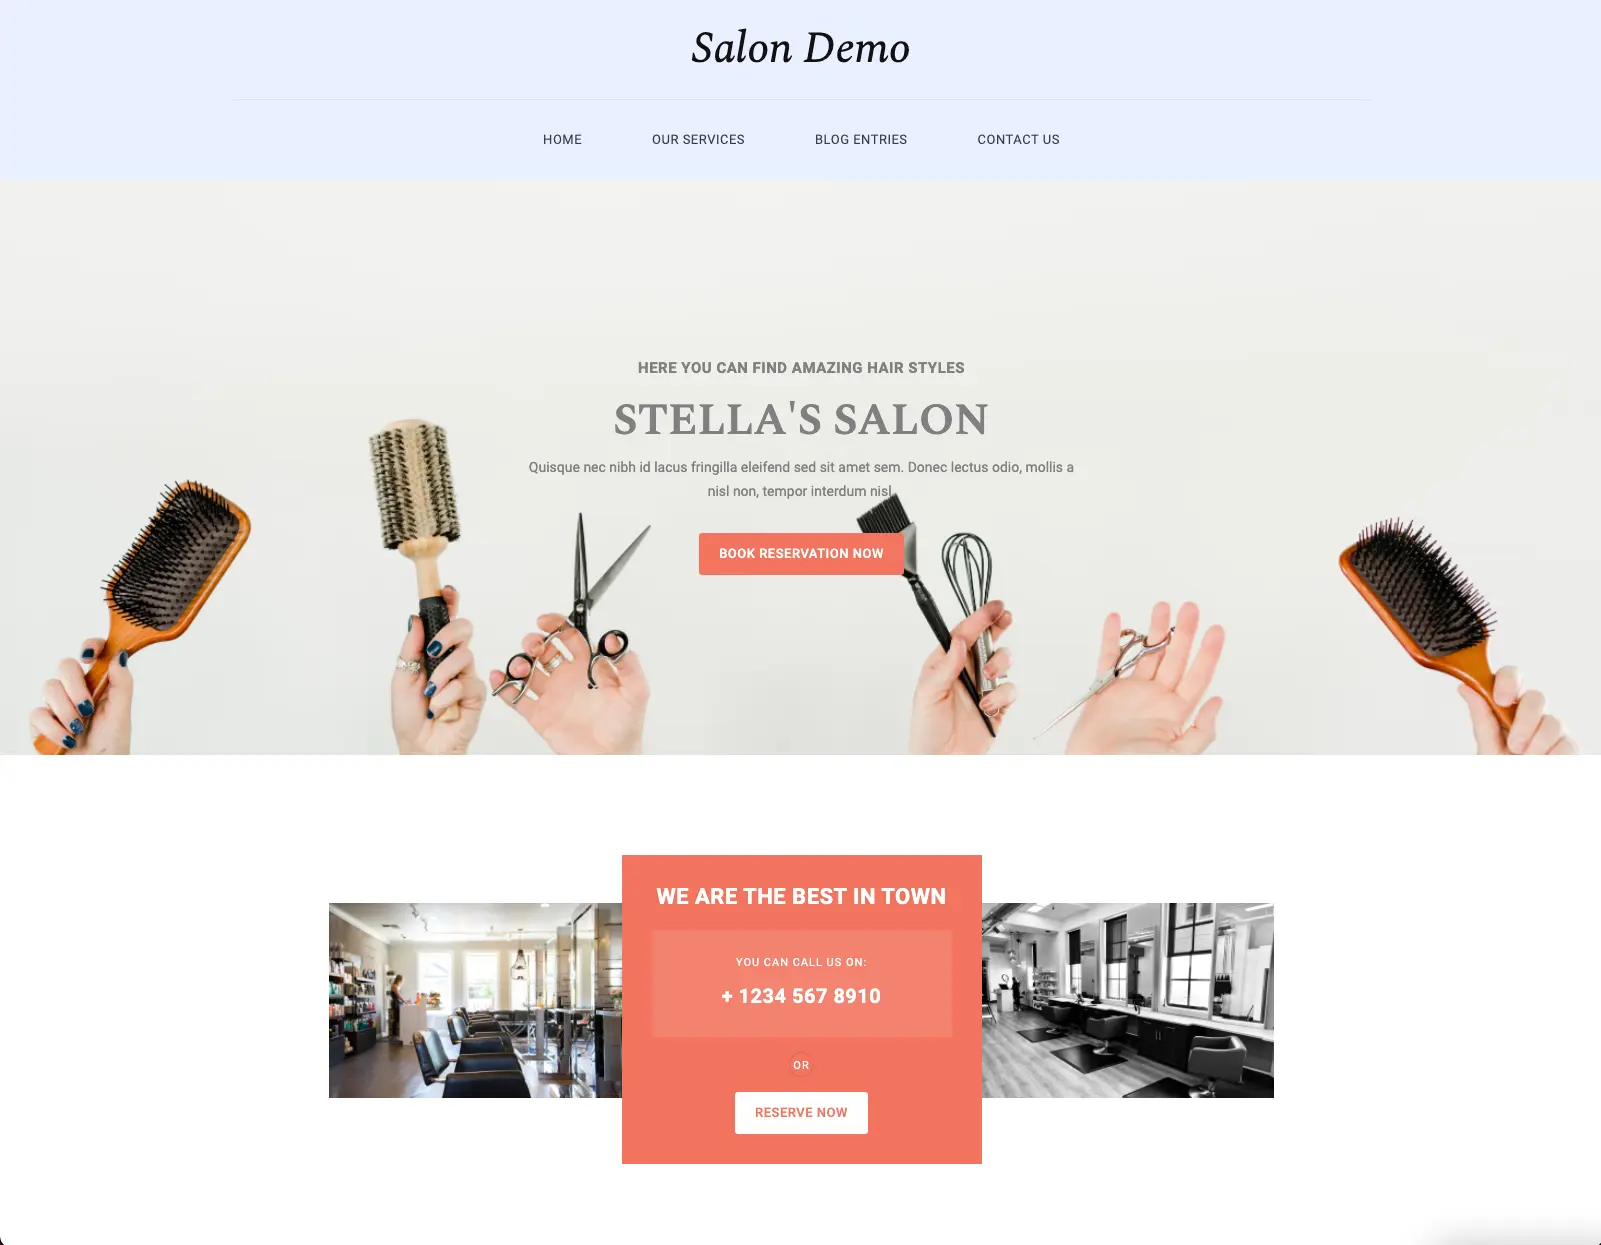 Salon Demo
HOME OUR SERVICES BLOG ENTRIES CONTACT US
HERE YOU CAN FIND AMAZING HAIR STYLES
STELLA'S SALON
Quisque nec nibh id lacus fringilla eleifend sed sit amet sem. Donec lectus odio, mollis a
nisl non, tempor interdum nisl.
BOOK RESERVATION NOW
WE ARE THE BEST IN TOWN
YOU CAN CALL US ON:
+ 1234 567 8910
OR
RESERVE NOW